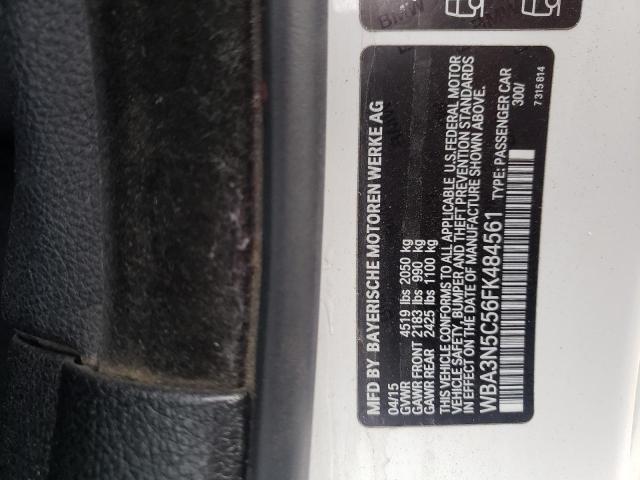 MFD BY BAYERISCHE MOTOREN WERKE AG
04/15
GVWR 4519 lbs 2050 kg
GAWR FRONT 2183 lbs 990 kg
GAWR REAR 2425 lbs 1100 kg
THIS VEHICLE CONFORMS TO ALL APPLICABLE U.S. FEDERAL MOTOR
VEHICLE SAFETY, BUMPER AND THEFT PREVENTION STANDARDS
IN EFFECT ON THE DATE OF MANUFACTURE SHOWN ABOVE.
WBA3N5C56FK484561 TYPE: PASSENGER CAR
300/
7 315 814